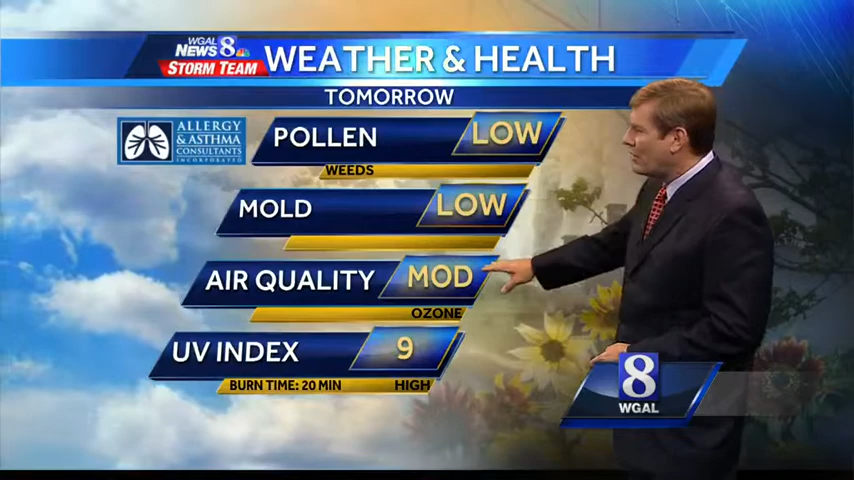 WGAL
NEWS 8
STORM TEAM
WEATHER & HEALTH
TOMORROW
ALLERGY
& ASTHMA
CONSULTANTS
INCORPORATED
POLLEN LOW
WEEDS
MOLD LOW
AIR QUALITY MOD
OZONE
UV INDEX 9
BURN TIME: 20 MIN HIGH
8
WGAL